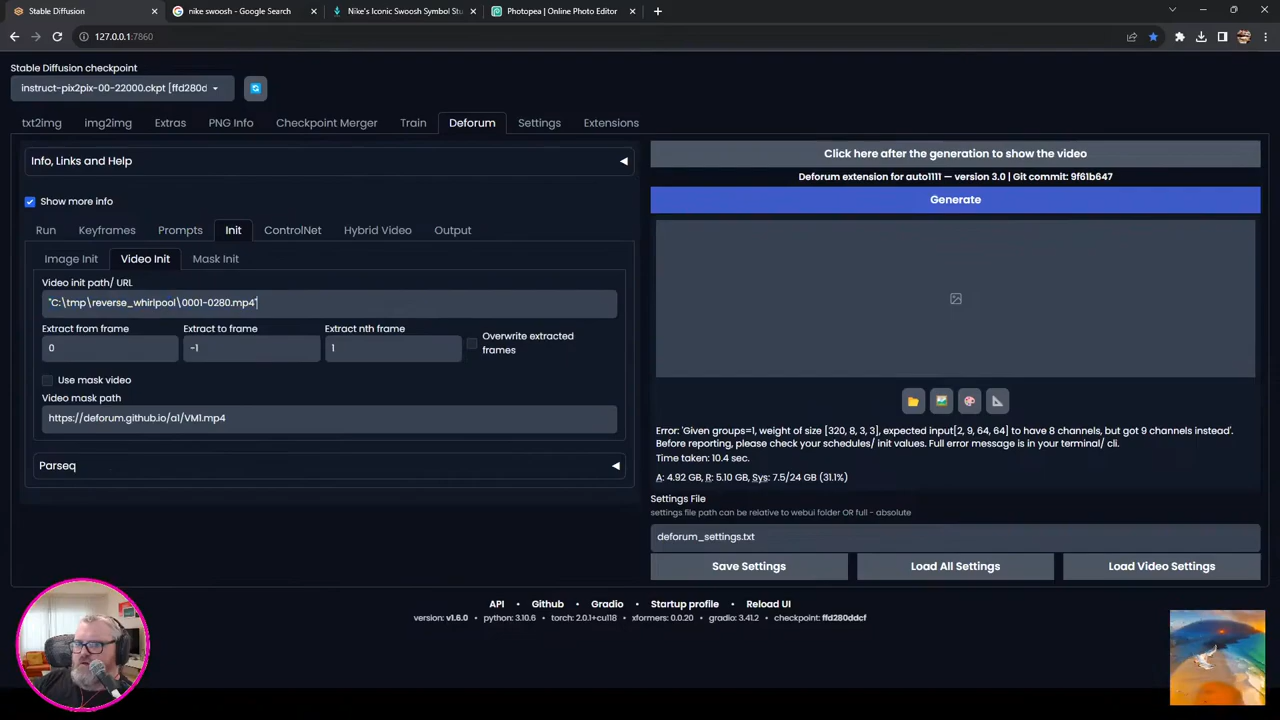 Stable Diffusion
nike swoosh - Google Search
Nike's Iconic Swoosh Symbol Stu
Photopea | Online Photo Editor
127.0.0.1:7860
Stable Diffusion checkpoint
instruct-pix2pix-00-22000.ckpt [ffd280d
txt2img
img2img
Extras
PNG Info
Checkpoint Merger
Train
Deforum
Settings
Extensions
Info, Links and Help
Show more info
Run
Keyframes
Prompts
Init
ControlNet
Hybrid Video
Output
Image Init
Video Init
Mask Init
Video init path/ URL
"C:\tmp\reverse_whirlpool\0001-0280.mp4"
Extract from frame
Extract to frame
Extract nth frame
0
-1
1
Overwrite extracted
frames
Use mask video
Video mask path
https://deforum.github.io/a1/VM1.mp4
Parseq
Click here after the generation to show the video
Deforum extension for auto1111 — version 3.0 | Git commit: 9f61b647
Generate
Error: 'Given groups=1, weight of size [320, 8, 3, 3], expected input[2, 9, 64, 64] to have 8 channels, but got 9 channels instead'.
Before reporting, please check your schedules/ init values. Full error message is in your terminal/ cli.
Time taken: 10.4 sec.
A: 4.92 GB, R: 5.10 GB, Sys: 7.5/24 GB (31.1%)
Settings File
settings file path can be relative to webui folder OR full - absolute
deforum_settings.txt
Save Settings
Load All Settings
Load Video Settings
API • Github • Gradio • Startup profile • Reload UI
version: v1.6.0 • python: 3.10.6 • torch: 2.0.1+cu118 • xformers: 0.0.20 • gradio: 3.41.2 • checkpoint: ffd280ddcf